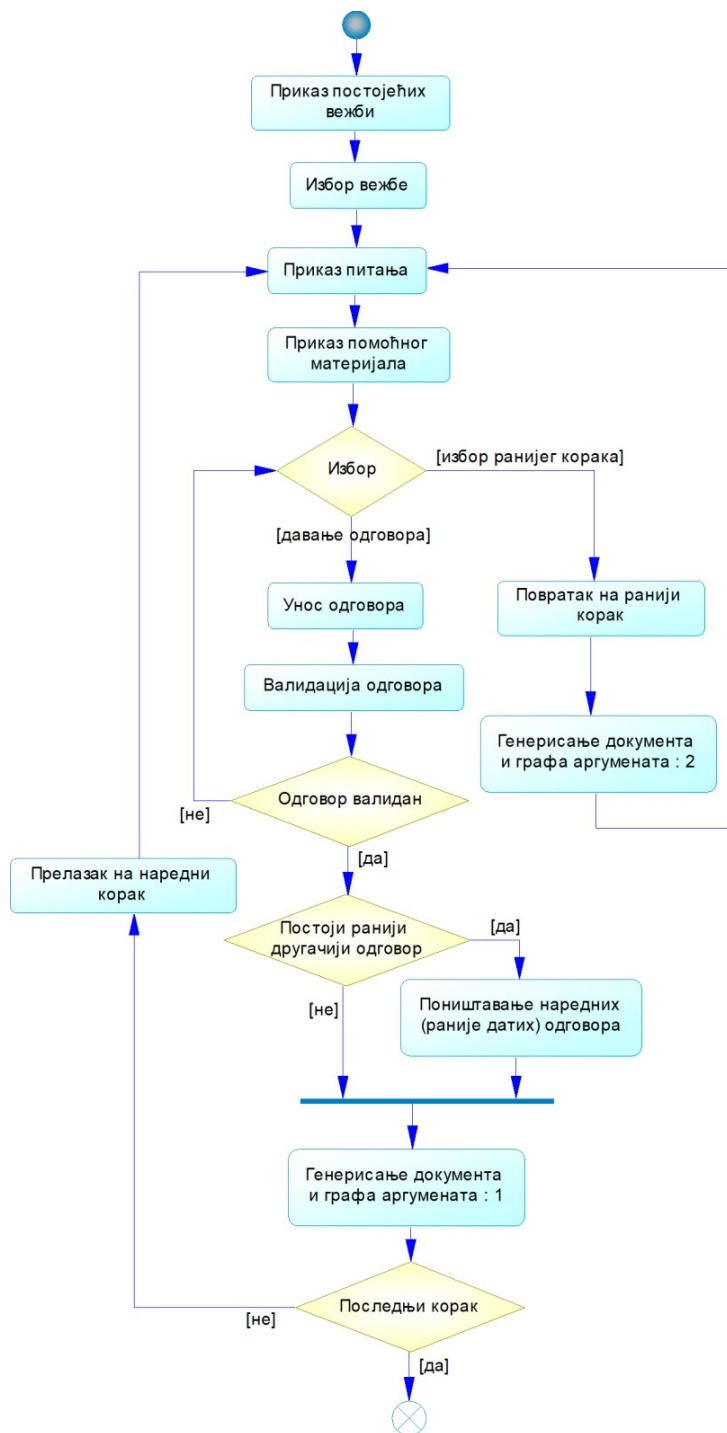 Приказ постојећих
вежби
Избор вежбе
Приказ питања
Приказ помоћног
материјала
Избор
[избор ранијег корака]
[давање одговора]
Унос одговора
Повратак на ранији
корак
Валидација одговора
Генерисање документа
и графа аргумената : 2
Одговор валидан
[не]
[да]
Прелазак на наредни
корак
Постоји ранији
другачији одговор
[да]
[не]
Поништавање наредних
(раније датих) одговора
Генерисање документа
и графа аргумената : 1
Последњи корак
[не]
[да]